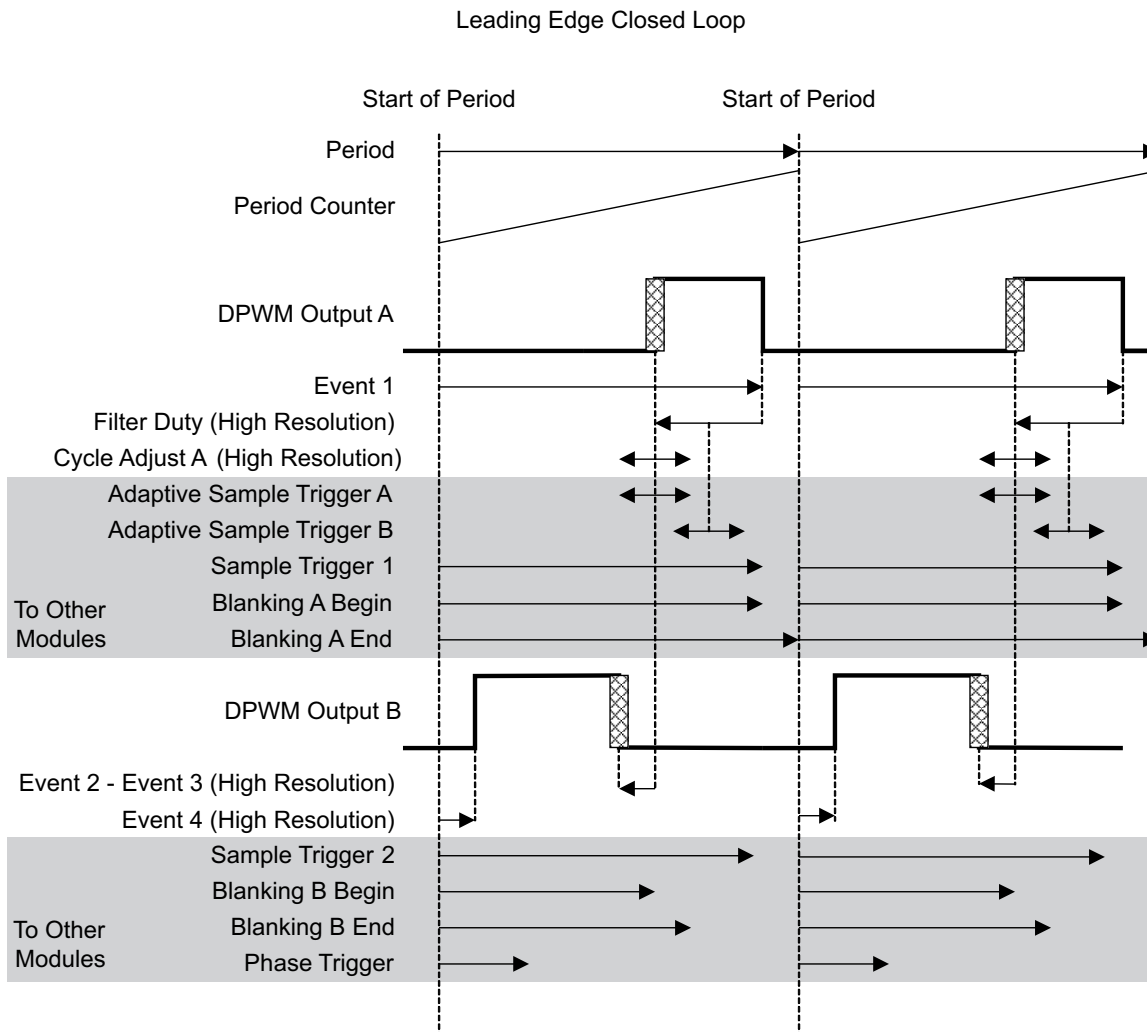 Leading Edge Closed Loop
Start of Period
Start of Period
Period
Period Counter
DPWM Output A
Event 1
Filter Duty (High Resolution)
Cycle Adjust A (High Resolution)
Adaptive Sample Trigger A
Adaptive Sample Trigger B
Sample Trigger 1
Blanking A Begin
Blanking A End
To Other
Modules
DPWM Output B
Event 2 - Event 3 (High Resolution)
Event 4 (High Resolution)
Sample Trigger 2
Blanking B Begin
Blanking B End
Phase Trigger
To Other
Modules